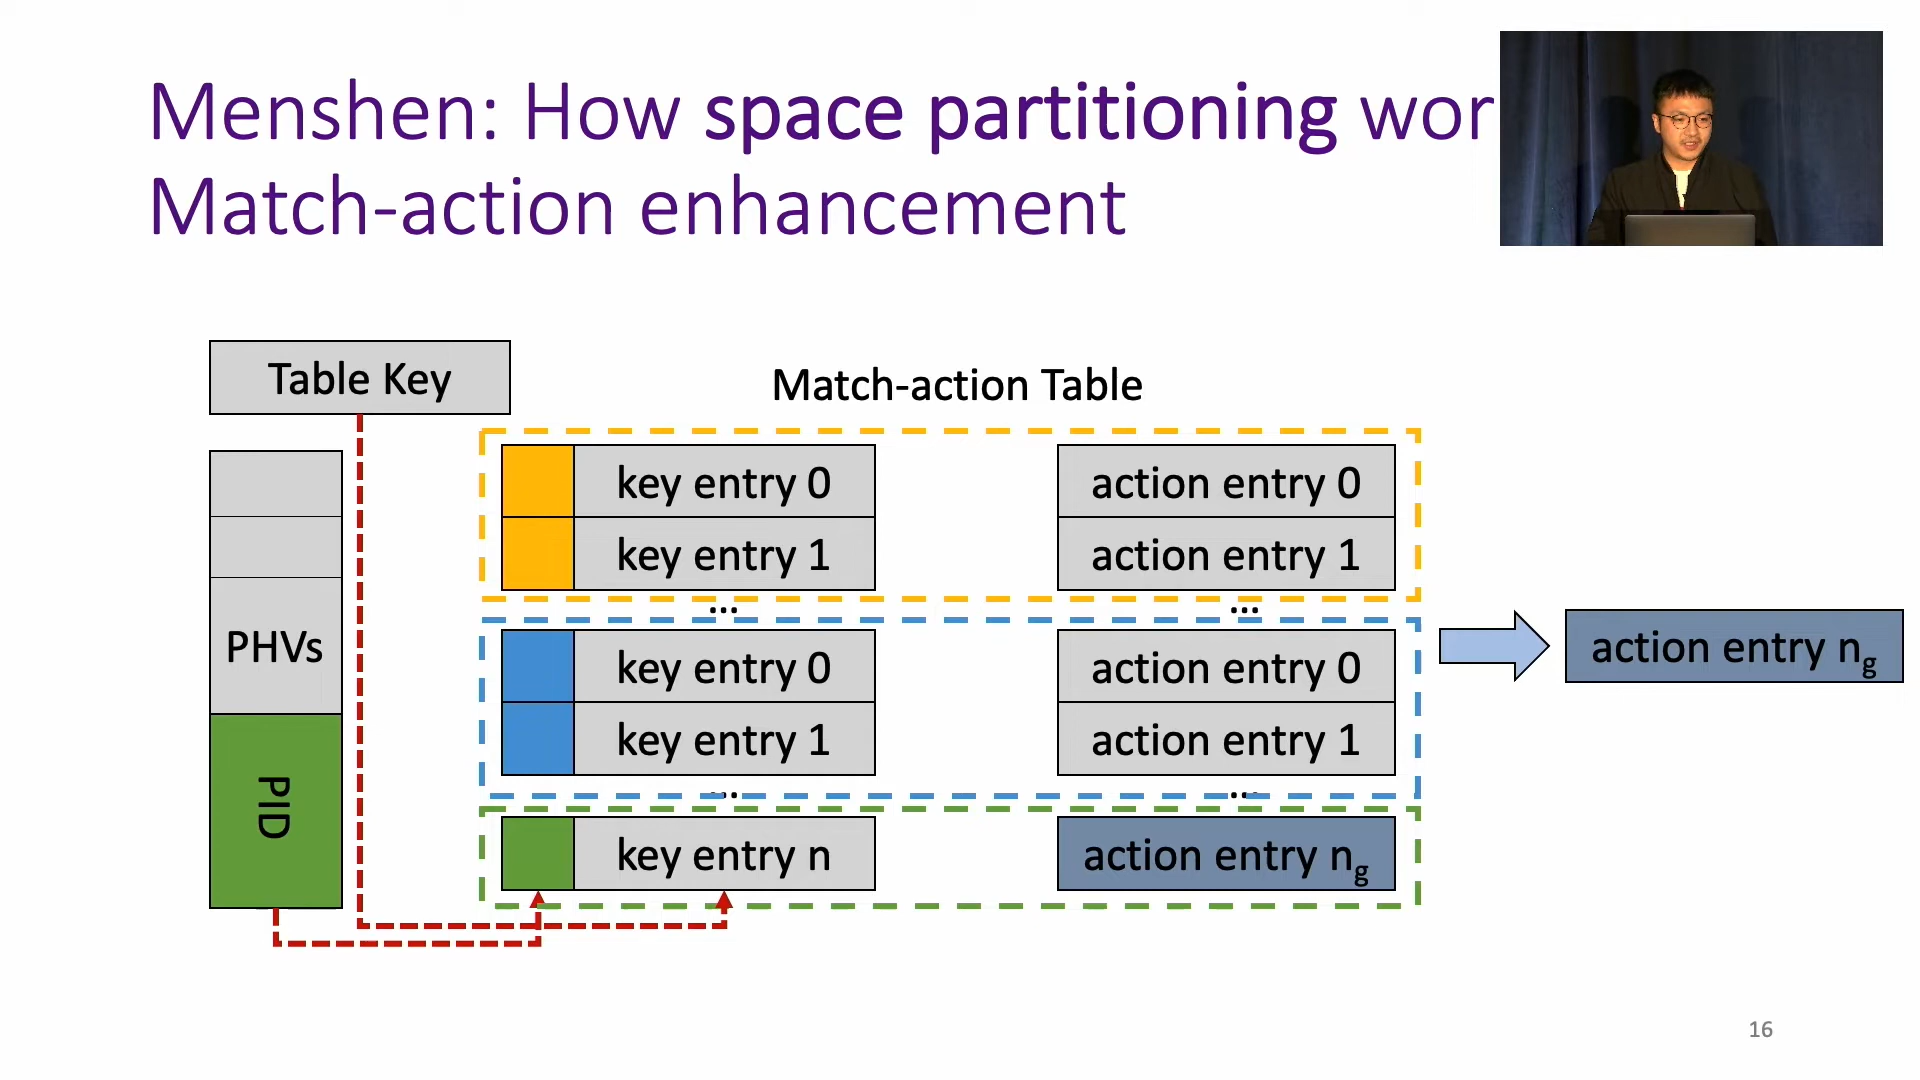 Menshen: How space partitioning wor
Match-action enhancement
Table Key
Match-action Table
key entry 0
action entry 0
key entry 1
action entry 1
...
...
PHVs
key entry 0
action entry 0
action entry ng
key entry 1
action entry 1
...
...
PID
key entry n
action entry ng
16